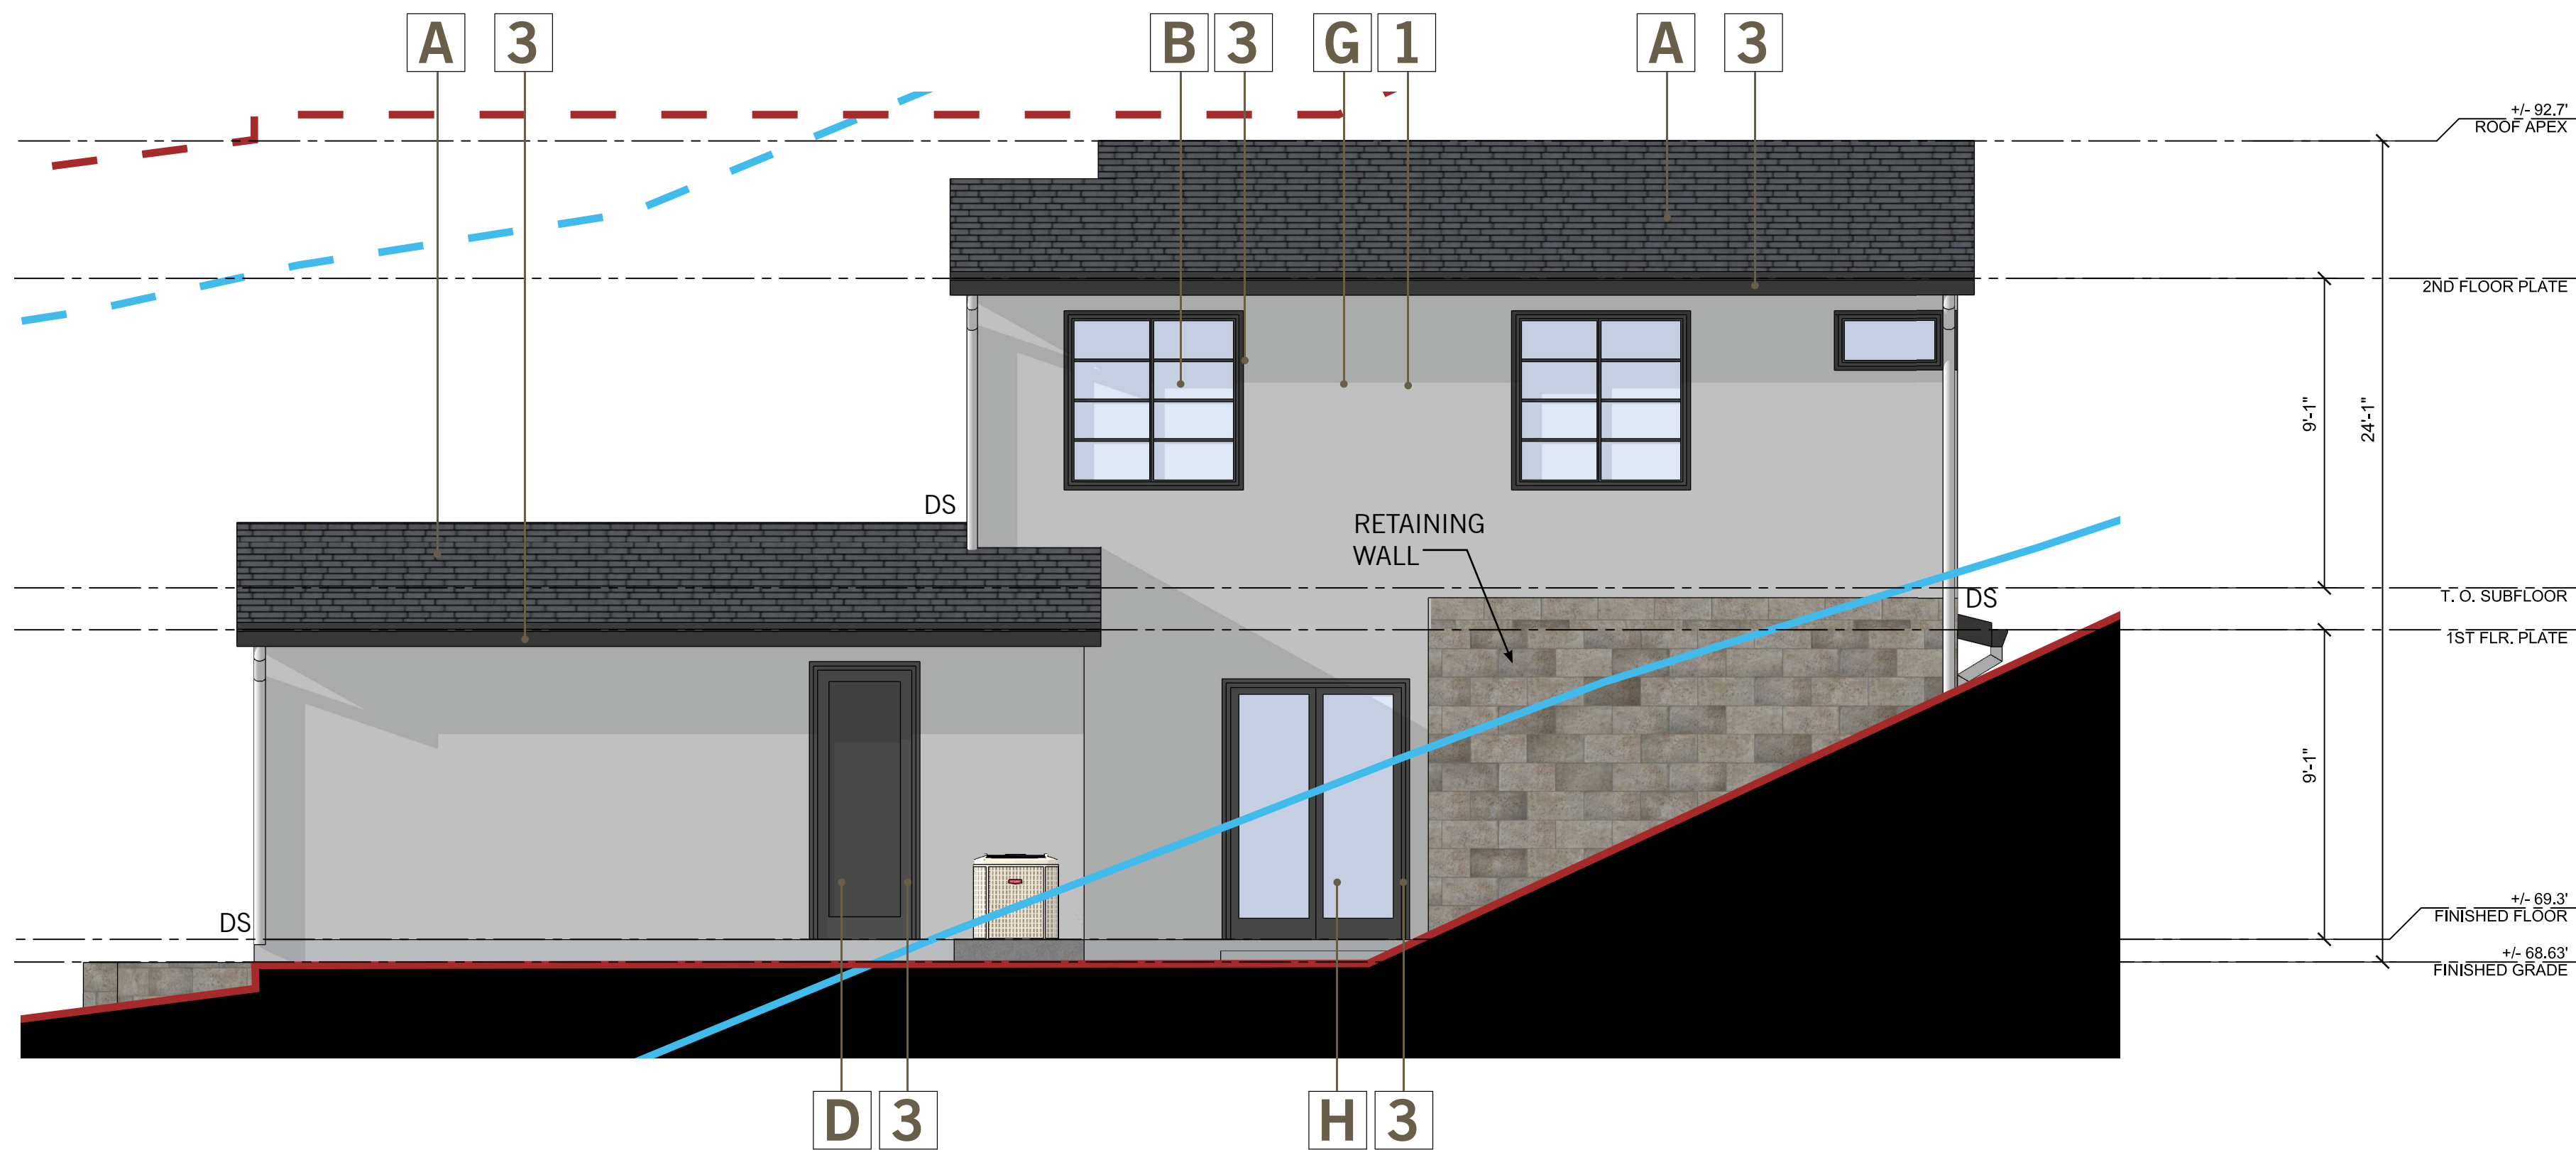 A 3 B 3 G 1 A 3
+/- 92.7'
ROOF APEX
2ND FLOOR PLATE
9'-1"
24'-1"
DS
RETAINING
WALL
DS
T. O. SUBFLOOR
1ST FLR. PLATE
9'-1"
+/- 69.3'
FINISHED FLOOR
DS
+/- 68.63'
FINISHED GRADE
D 3 H 3